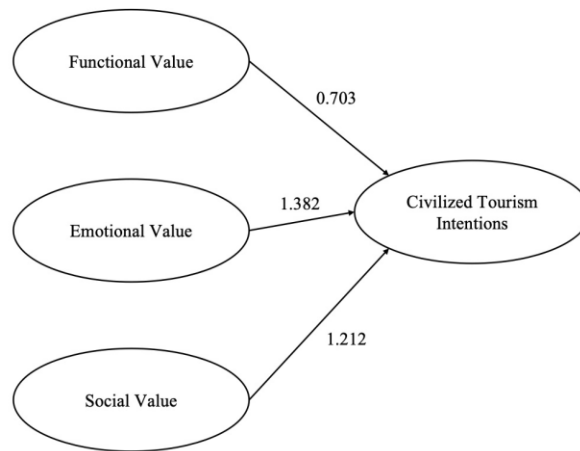 Functional Value
0.703
Civilized Tourism
Intentions
1.382
Emotional Value
1.212
Social Value